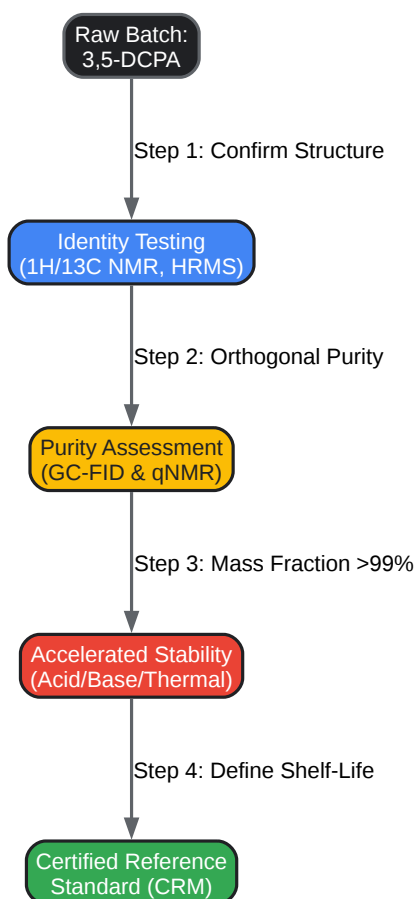 Raw Batch:
3,5-DCPA
Step 1: Confirm Structure
Identity Testing
(1H/13C NMR, HRMS)
Step 2: Orthogonal Purity
Purity Assessment
(GC-FID & qNMR)
Step 3: Mass Fraction >99%
Accelerated Stability
(Acid/Base/Thermal)
Step 4: Define Shelf-Life
Certified Reference
Standard (CRM)